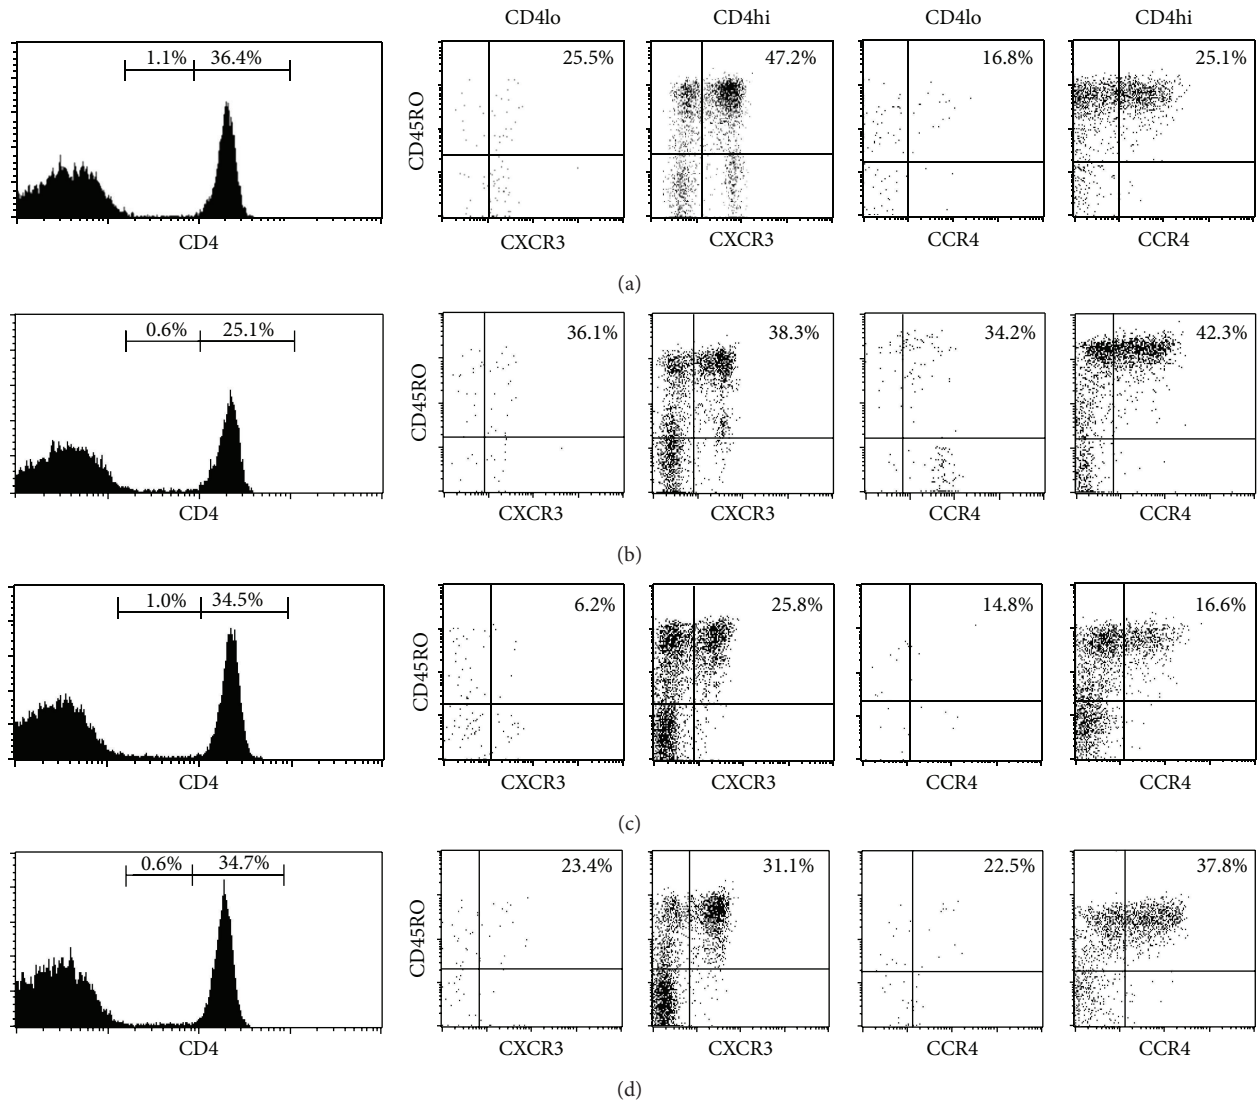 CD4lo CD4hi CD4lo CD4hi
1.1% 36.4% 25.5% 47.2% 16.8% 25.1%
CD45RO
CD4 CXCR3 CXCR3 CCR4 CCR4
(a)
0.6% 25.1% 36.1% 38.3% 34.2% 42.3%
CD45RO
CD4 CXCR3 CXCR3 CCR4 CCR4
(b)
1.0% 34.5% 6.2% 25.8% 14.8% 16.6%
CD45RO
CD4 CXCR3 CXCR3 CCR4 CCR4
(c)
0.6% 34.7% 23.4% 31.1% 22.5% 37.8%
CD45RO
CD4 CXCR3 CXCR3 CCR4 CCR4
(d)